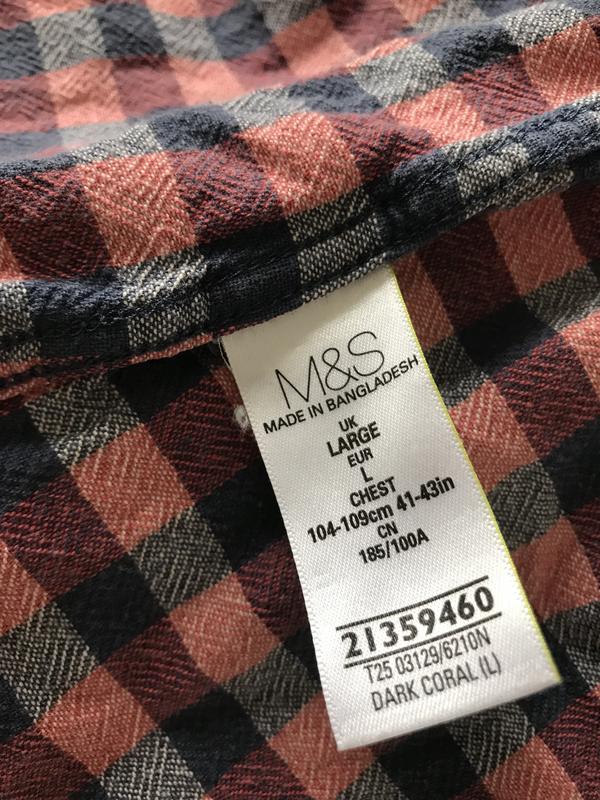 M&S
MADE IN BANGLADESH
UK
LARGE
EUR
L
CHEST
104-109cm 41-43in
CN
185/100A
21359460
T25 03129/6210N
DARK CORAL (L)